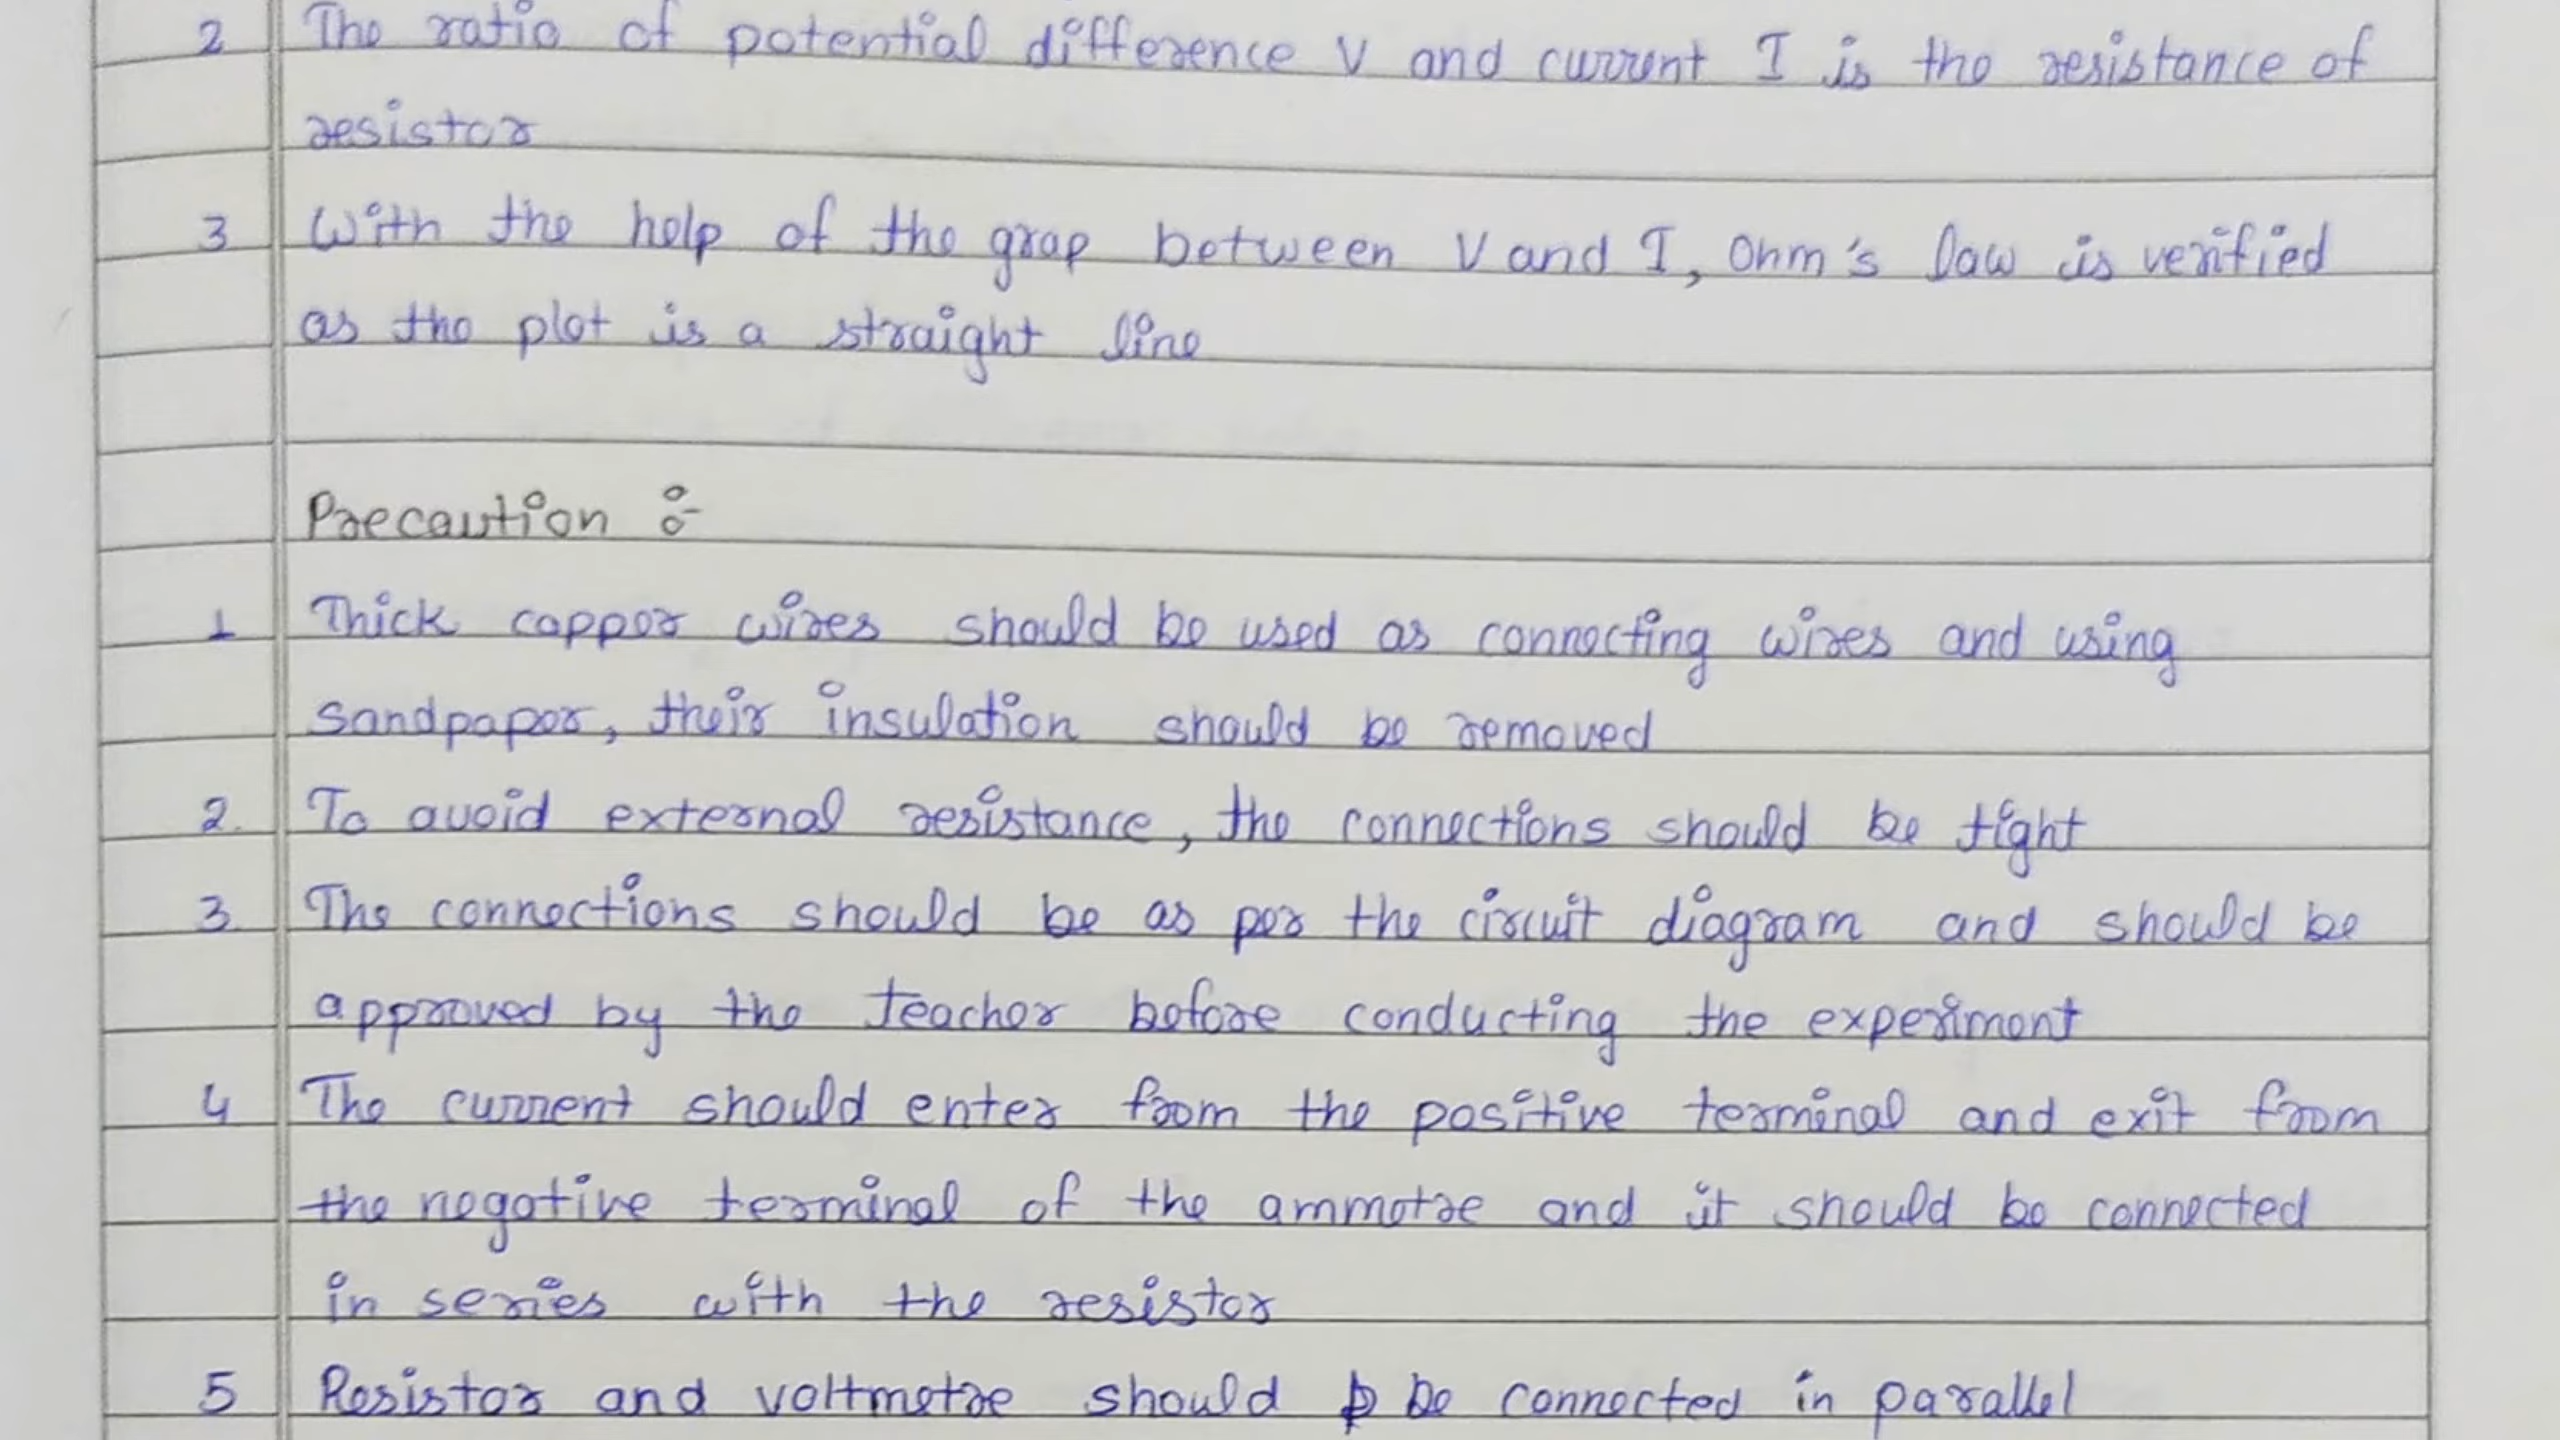 2 The ratio of potential difference V and current I is the resistance of
resistor
3 With the help of the grap between V and I, Ohm's law is verified
as the plot is a straight line
Precaution :-
1 Thick copper wires should be used as connecting wires and using
sandpaper, their insulation should be removed
2. To avoid external resistance, the connections should be tight
3. The connections should be as per the circuit diagram and should be
approved by the teacher before conducting the experiment
4 The current should enter from the positive terminal and exit from
the negative terminal of the ammetre and it should be connected
in series with the resistor
5 Resistor and voltmetre should be connected in parallel